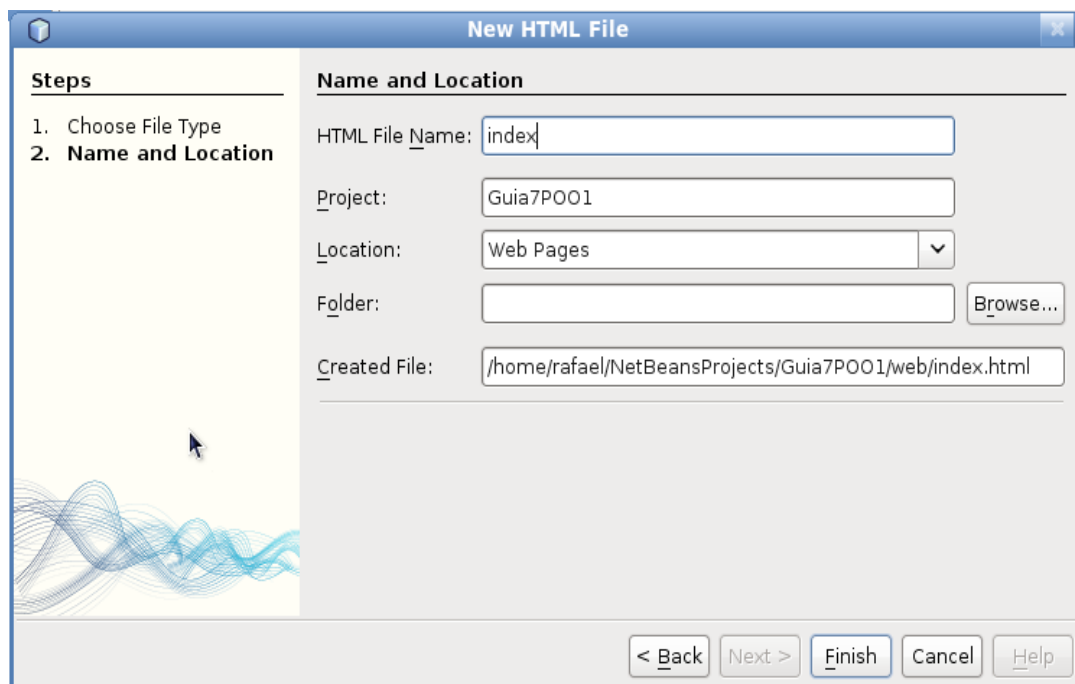 New HTML File
Steps
1. Choose File Type
2. Name and Location
Name and Location
HTML File Name: index
Project: Guia7POO1
Location: Web Pages
Folder: Browse...
Created File: /home/rafael/NetBeansProjects/Guia7POO1/web/index.html
< Back Next > Finish Cancel Help